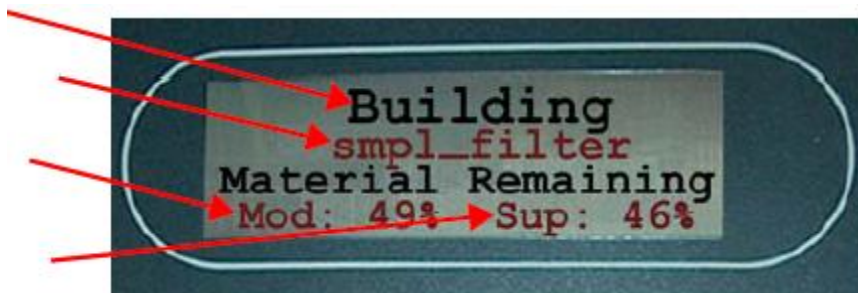 Building
smpl_filter
Material Remaining
Mod: 49% Sup: 46%